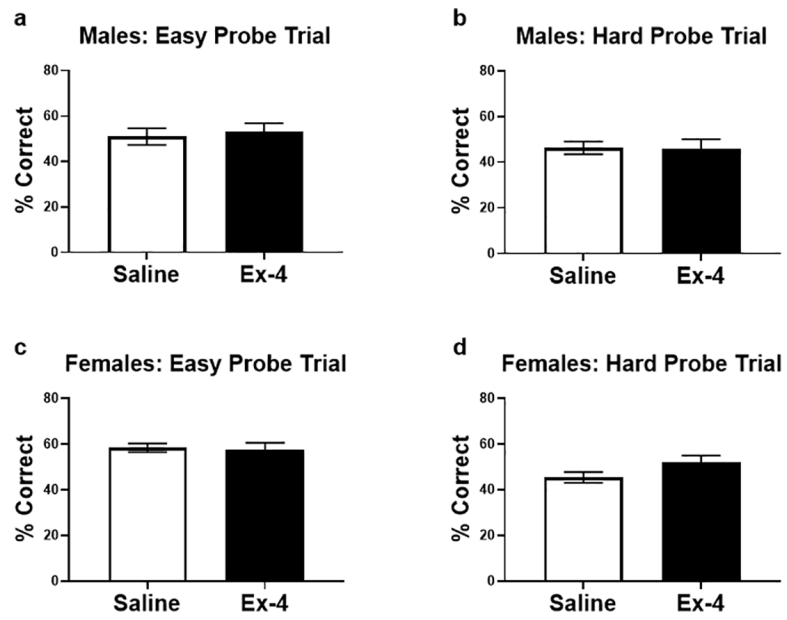 a
Males: Easy Probe Trial
% Correct
80
60
40
20
0
Saline
Ex-4
b
Males: Hard Probe Trial
% Correct
80
60
40
20
0
Saline
Ex-4
c
Females: Easy Probe Trial
% Correct
80
60
40
20
0
Saline
Ex-4
d
Females: Hard Probe Trial
% Correct
80
60
40
20
0
Saline
Ex-4